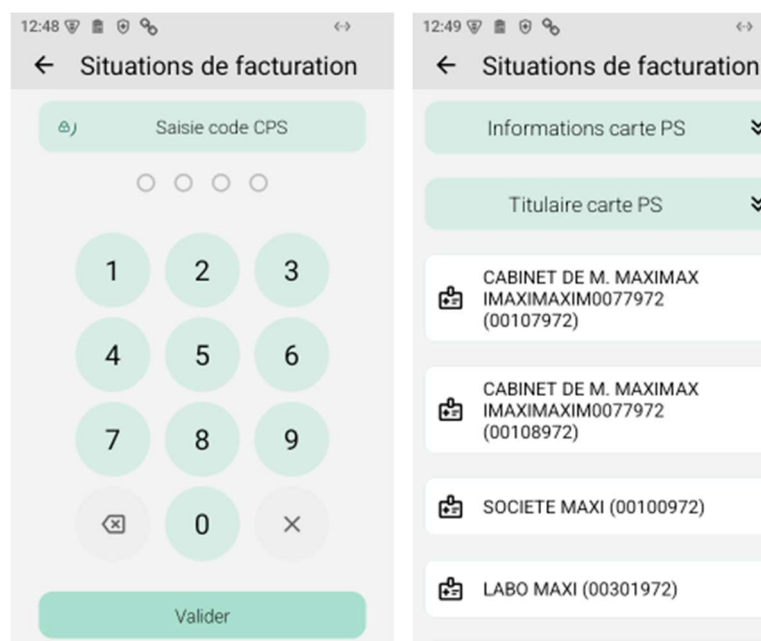 12:48
Situations de facturation
Saisie code CPS
1 2 3
4 5 6
7 8 9
0
Valider
12:49
Situations de facturation
Informations carte PS
Titulaire carte PS
CABINET DE M. MAXIMAX
IMAXIMAXIM0077972
(00107972)
CABINET DE M. MAXIMAX
IMAXIMAXIM0077972
(00108972)
SOCIETE MAXI (00100972)
LABO MAXI (00301972)